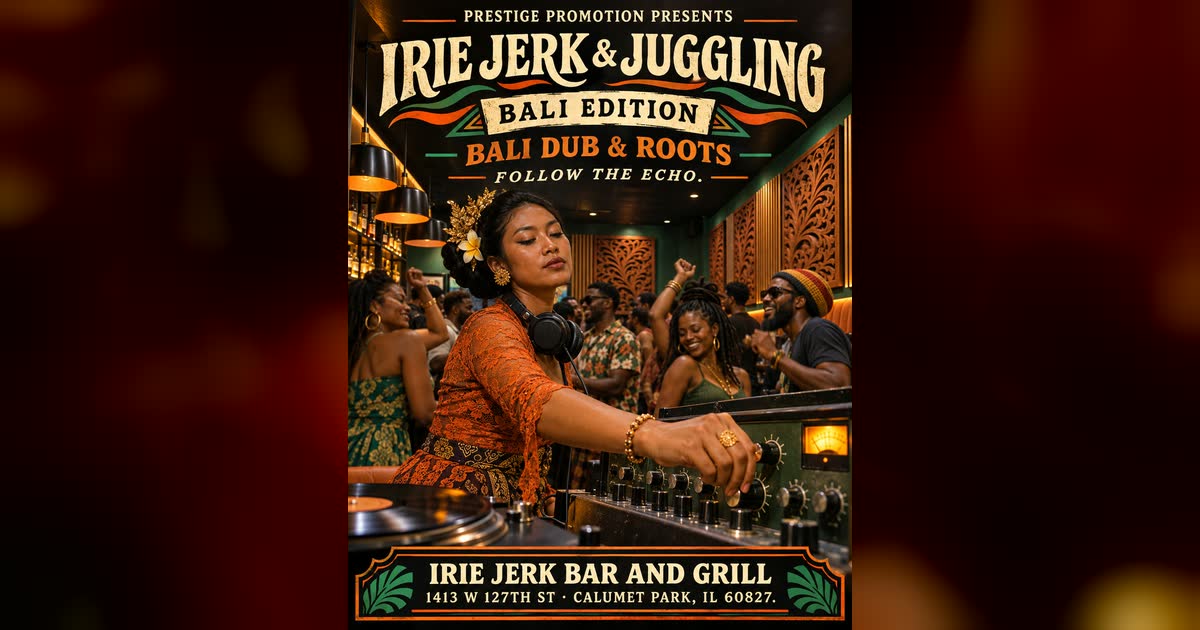 PRESTIGE PROMOTION PRESENTS
IRIE JERK & JUGGLING
BALI EDITION
BALI DUB & ROOTS
FOLLOW THE ECHO.
IRIE JERK BAR AND GRILL
1413 W 127TH ST · CALUMET PARK, IL 60827.